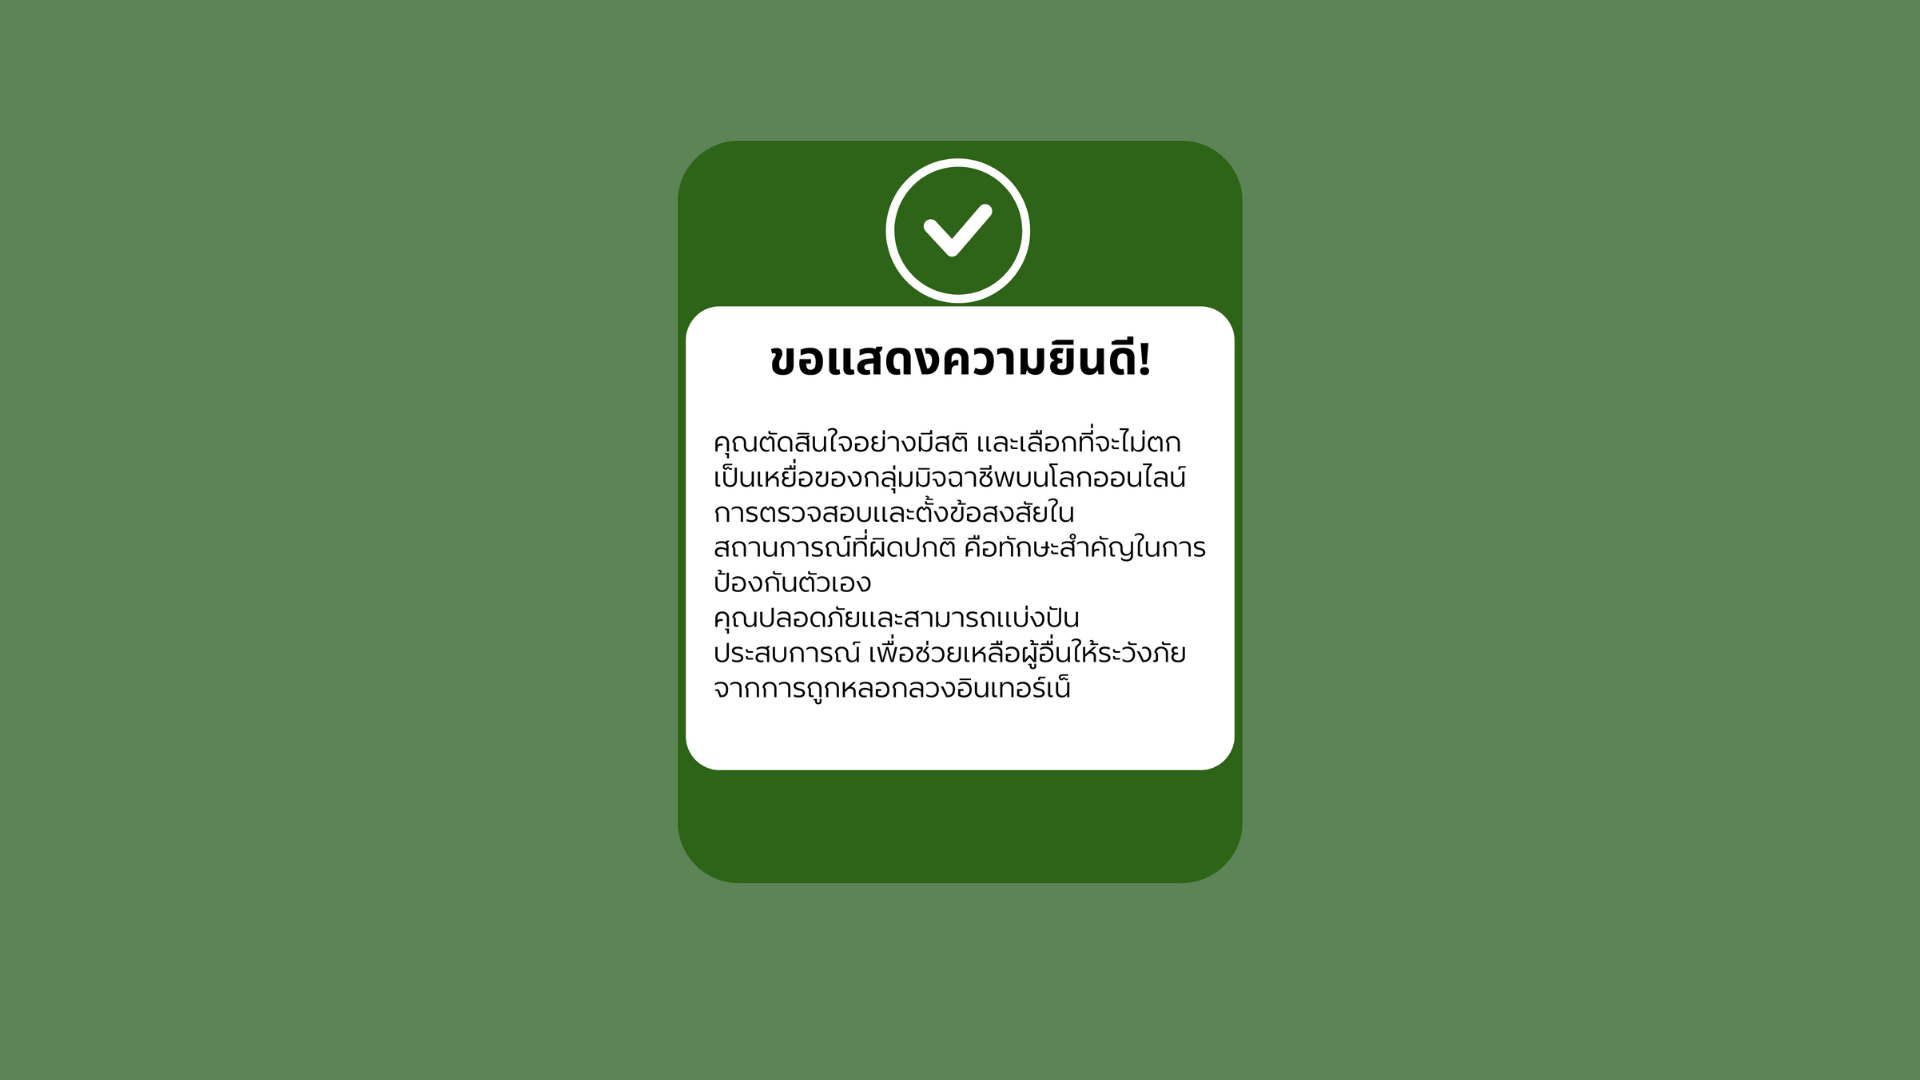 ขอแสดงความยินดี!
คุณตัดสินใจอย่างมีสติ และเลือกที่จะไม่ตก
เป็นเหยื่อของกลุ่มมิจฉาชีพบนโลกออนไลน์
การตรวจสอบและตั้งข้อสงสัยใน
สถานการณ์ที่ผิดปกติ คือทักษะสำคัญในการ
ป้องกันตัวเอง
คุณปลอดภัยและสามารถแบ่งปัน
ประสบการณ์ เพื่อช่วยเหลือผู้อื่นให้ระวังภัย
จากการถูกหลอกลวงอินเทอร์เน็